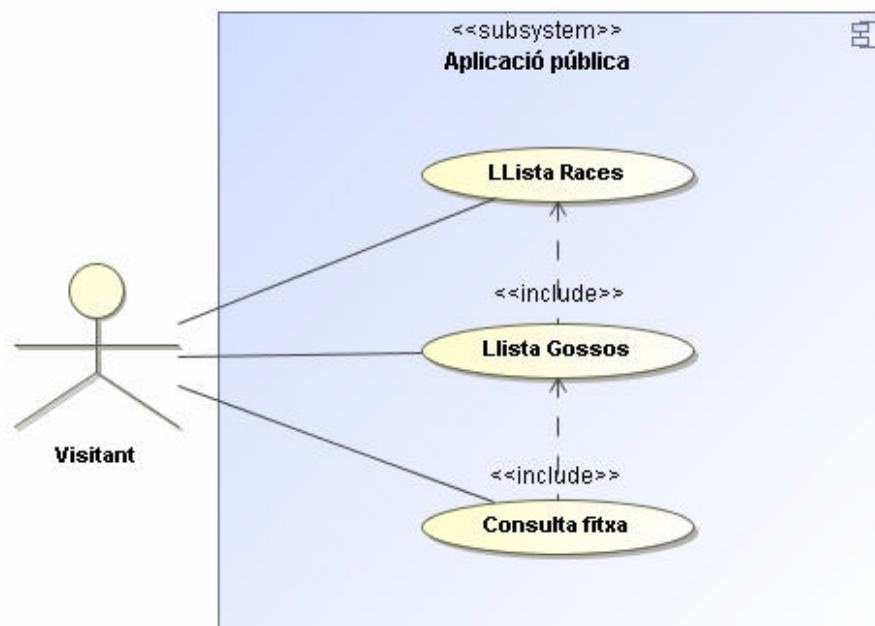 <<subsystem>>
Aplicació pública
LLista Races
<<include>>
Llista Gossos
Visitant
<<include>>
Consulta fitxa